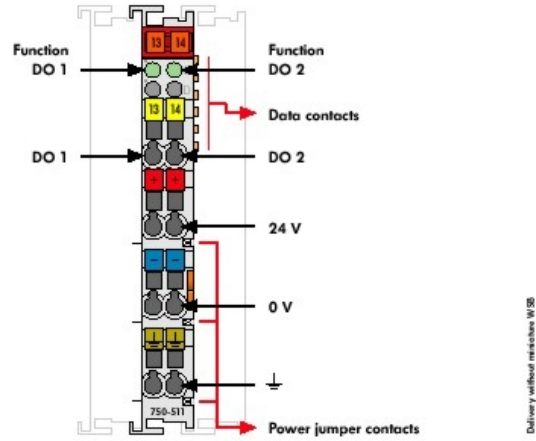 13 14
Function
DO 1
Function
DO 2
Data contacts
13 14
DO 1
DO 2
+ +
24 V
- -
0 V
750-511
Power jumper contacts
Delivery without miniature WSB